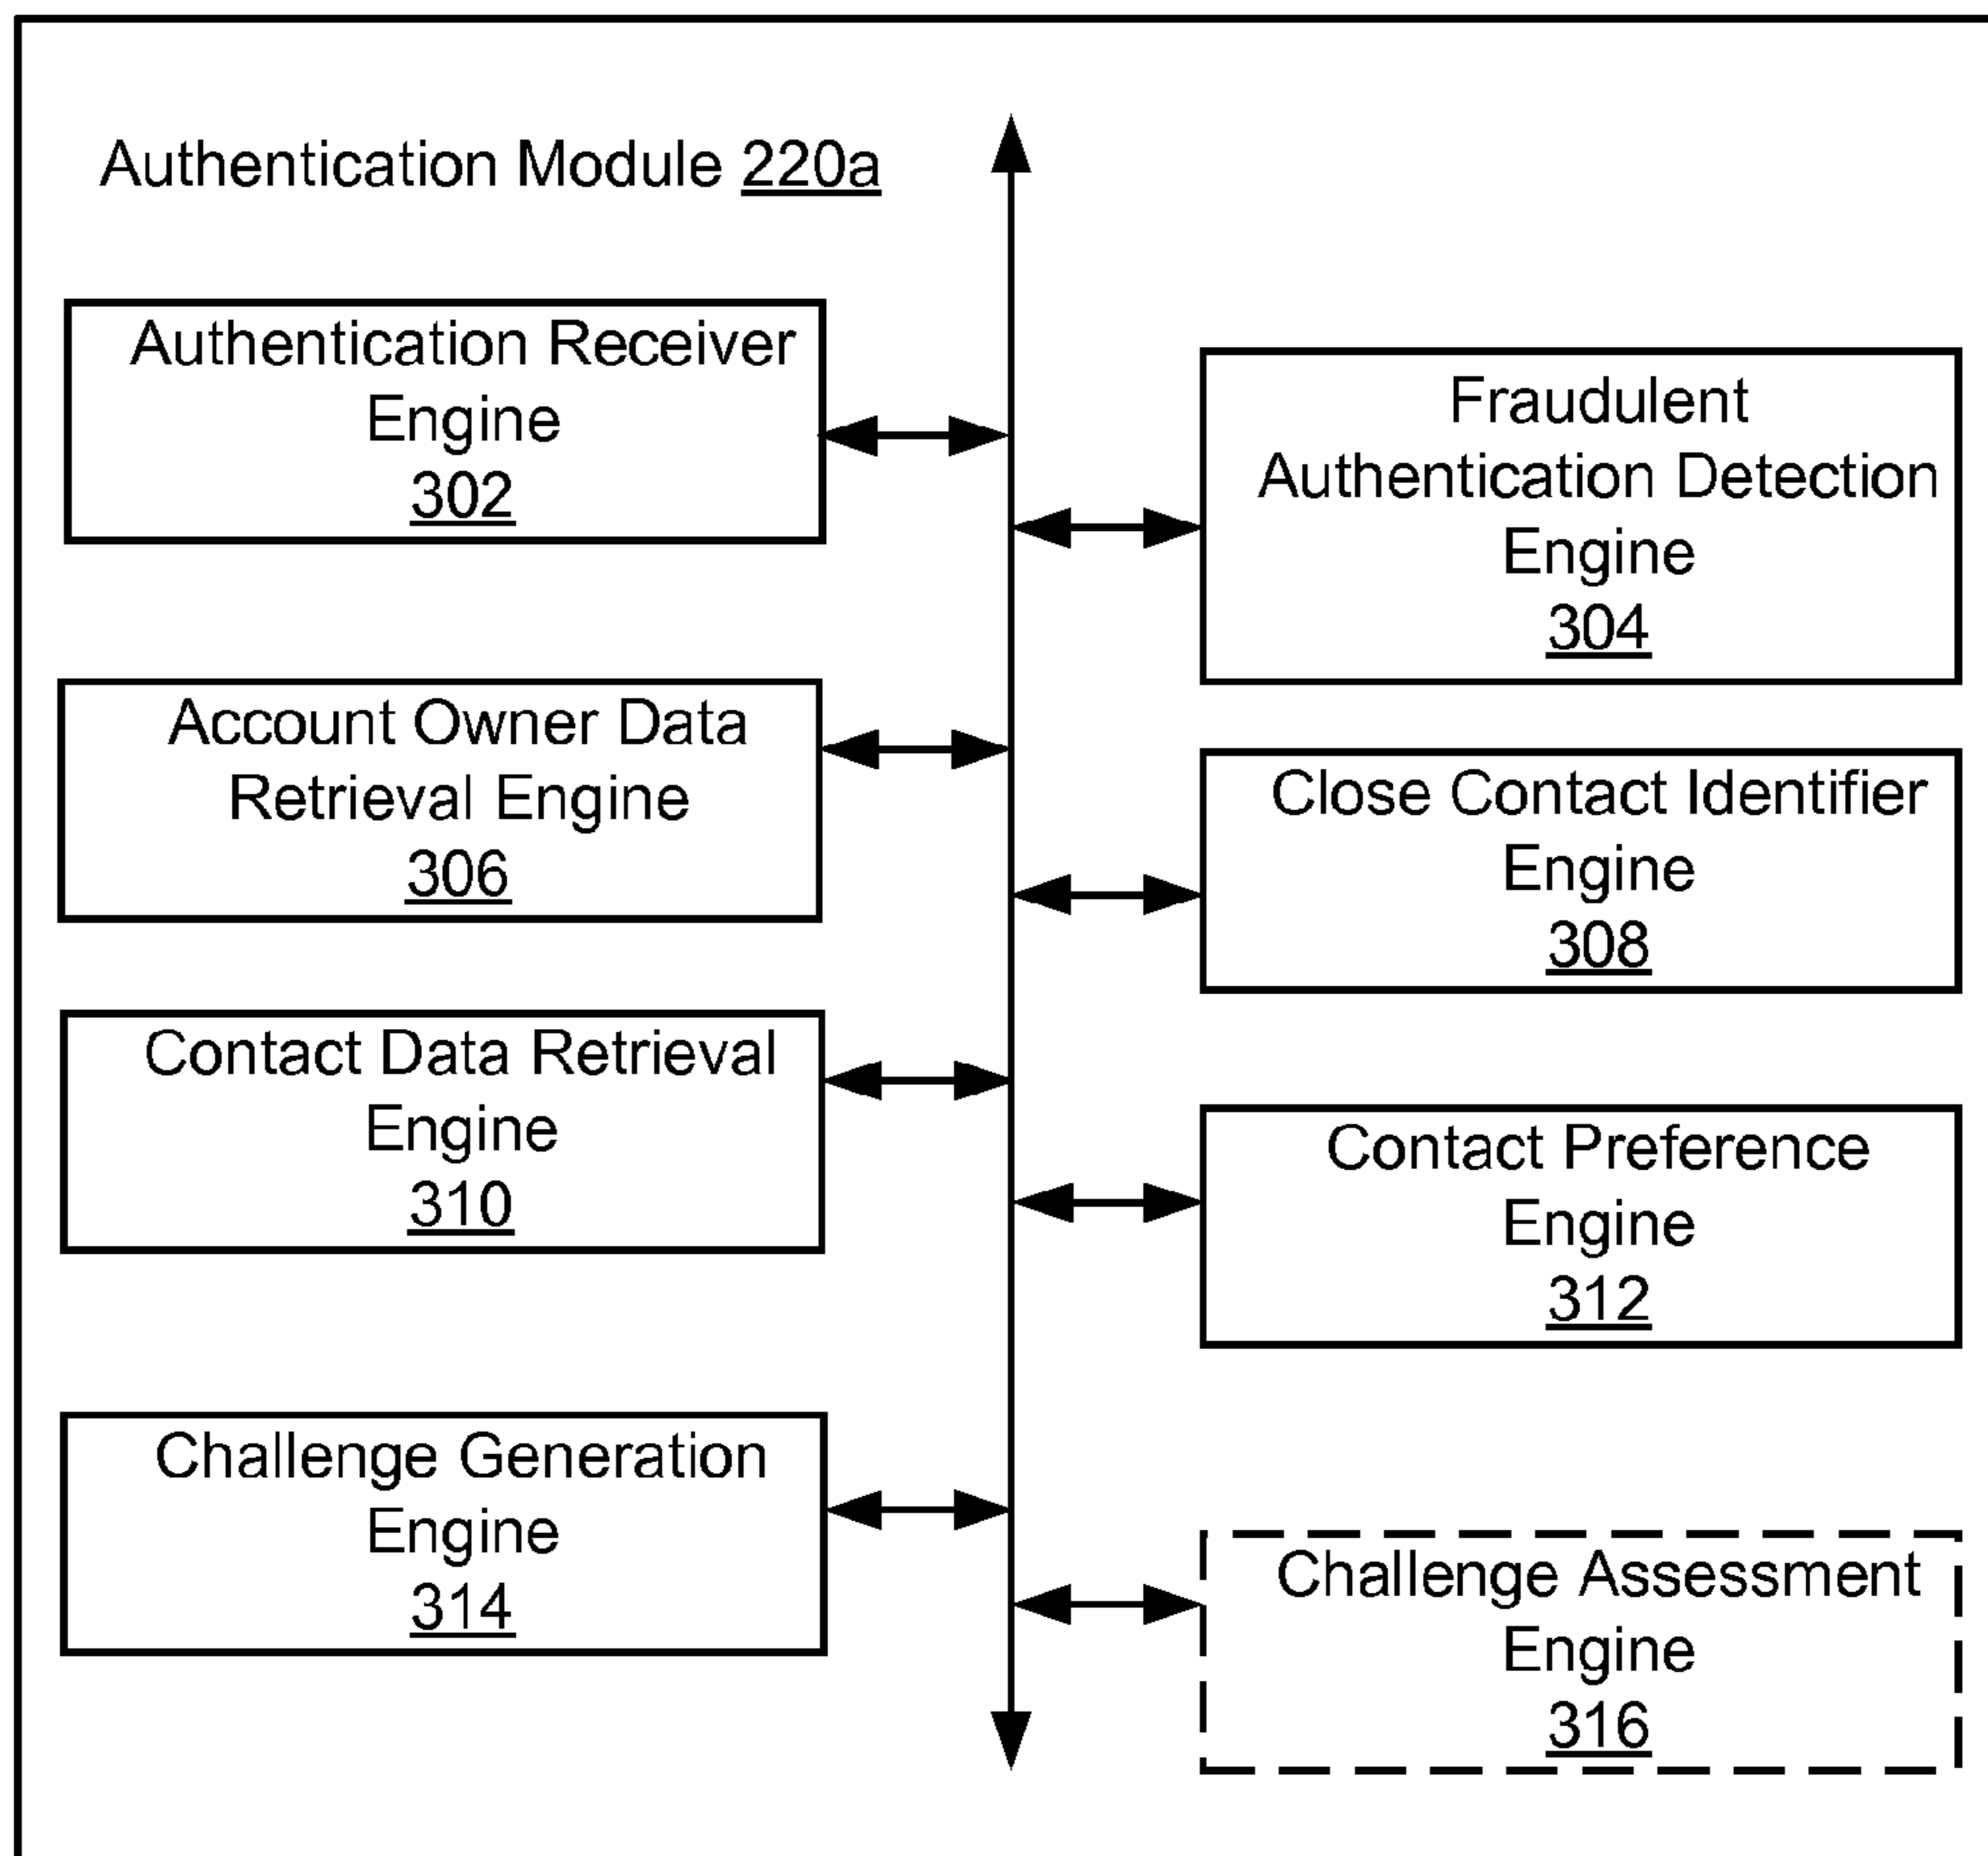 Authentication Module 220a
Authentication Receiver
Engine
302
Fraudulent
Authentication Detection
Engine
304
Account Owner Data
Retrieval Engine
306
Close Contact Identifier
Engine
308
Contact Data Retrieval
Engine
310
Contact Preference
Engine
312
Challenge Generation
Engine
314
Challenge Assessment
Engine
316